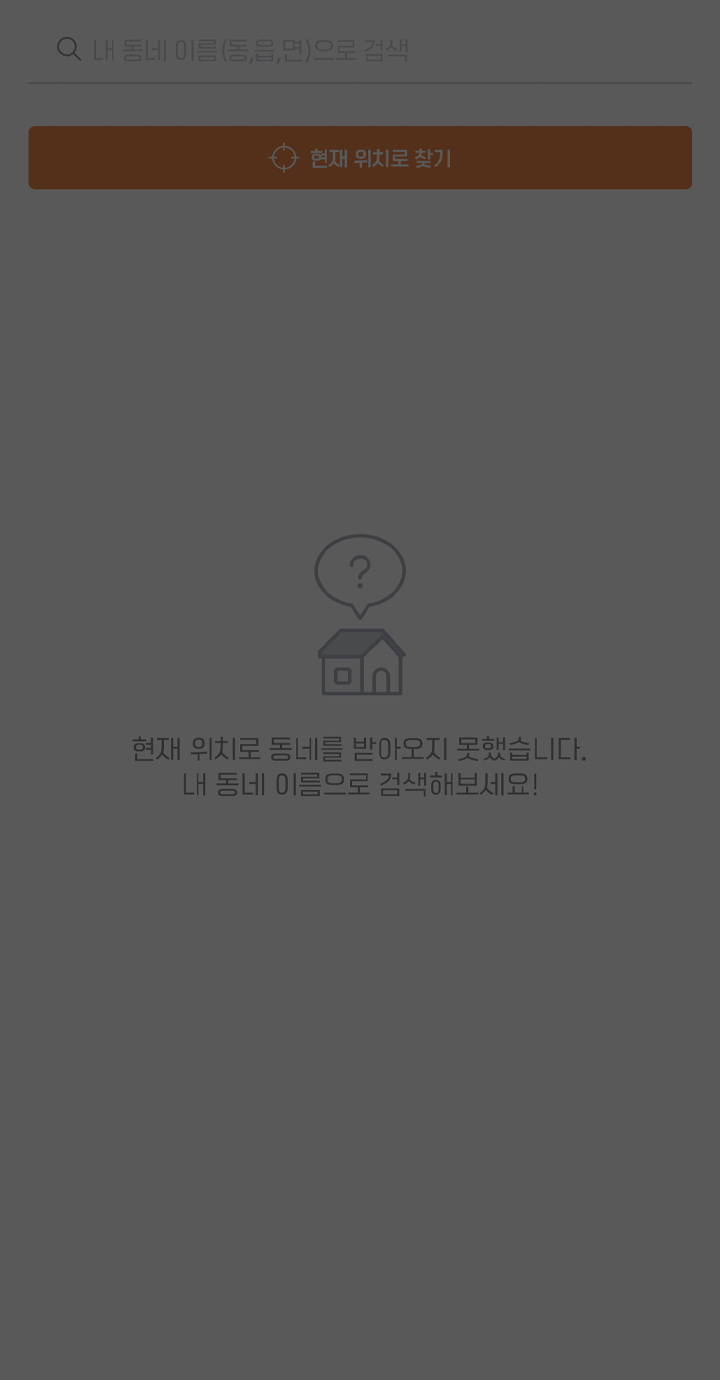 내 동네 이름(동,읍,면)으로 검색
현재 위치로 찾기
?
현재 위치로 동네를 받아오지 못했습니다.
내 동네 이름으로 검색해보세요!